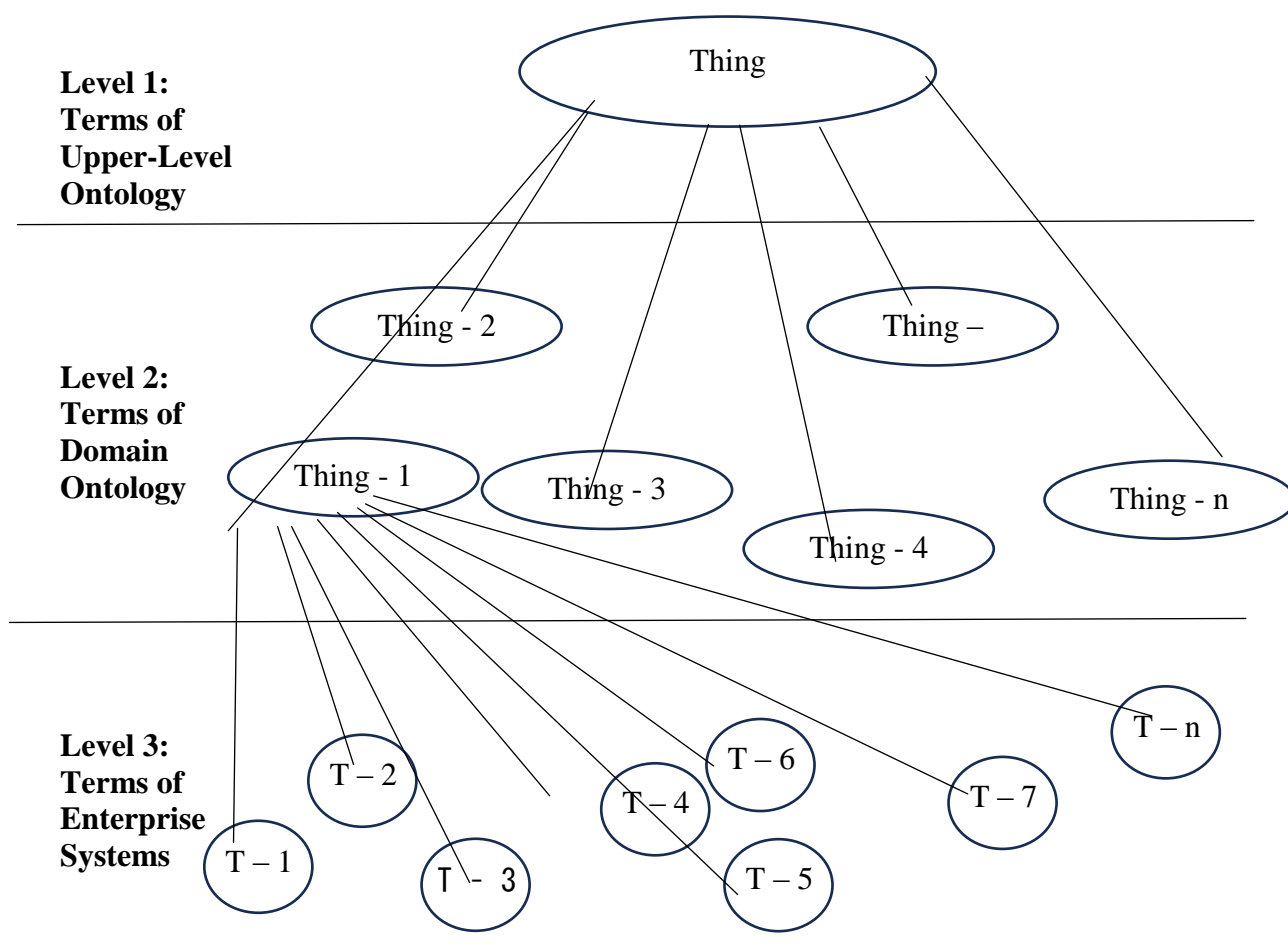 Thing
Level 1:
Terms of
Upper-Level
Ontology
Thing - 2
Thing –
Level 2:
Terms of
Domain
Ontology
Thing - 1
Thing - 3
Thing - n
Thing - 4
Level 3:
Terms of
Enterprise
Systems
T – n
T – 6
T – 2
T – 7
T – 4
T – 1
T - 3
T – 5